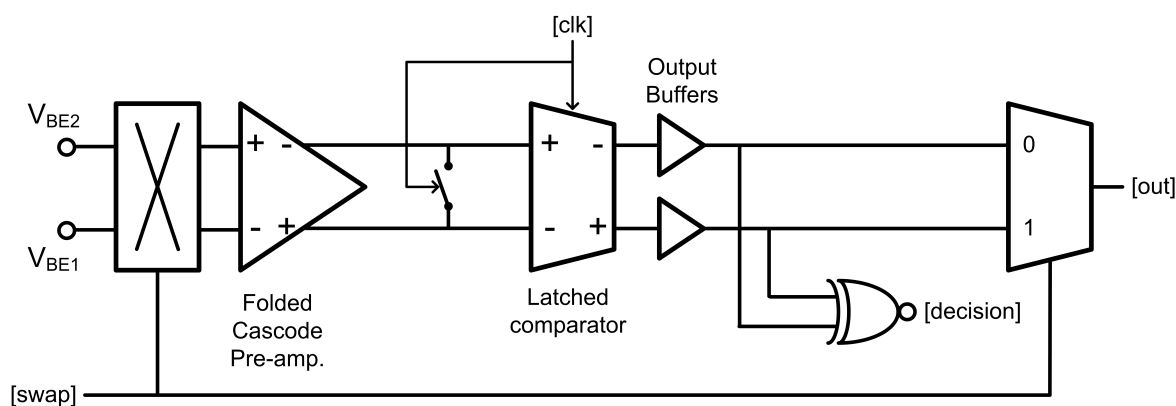 [clk]
Output
Buffers
V_BE2
+
-
+
-
0
[out]
-
+
-
+
1
V_BE1
Folded
Cascode
Pre-amp.
Latched
comparator
[decision]
[swap]